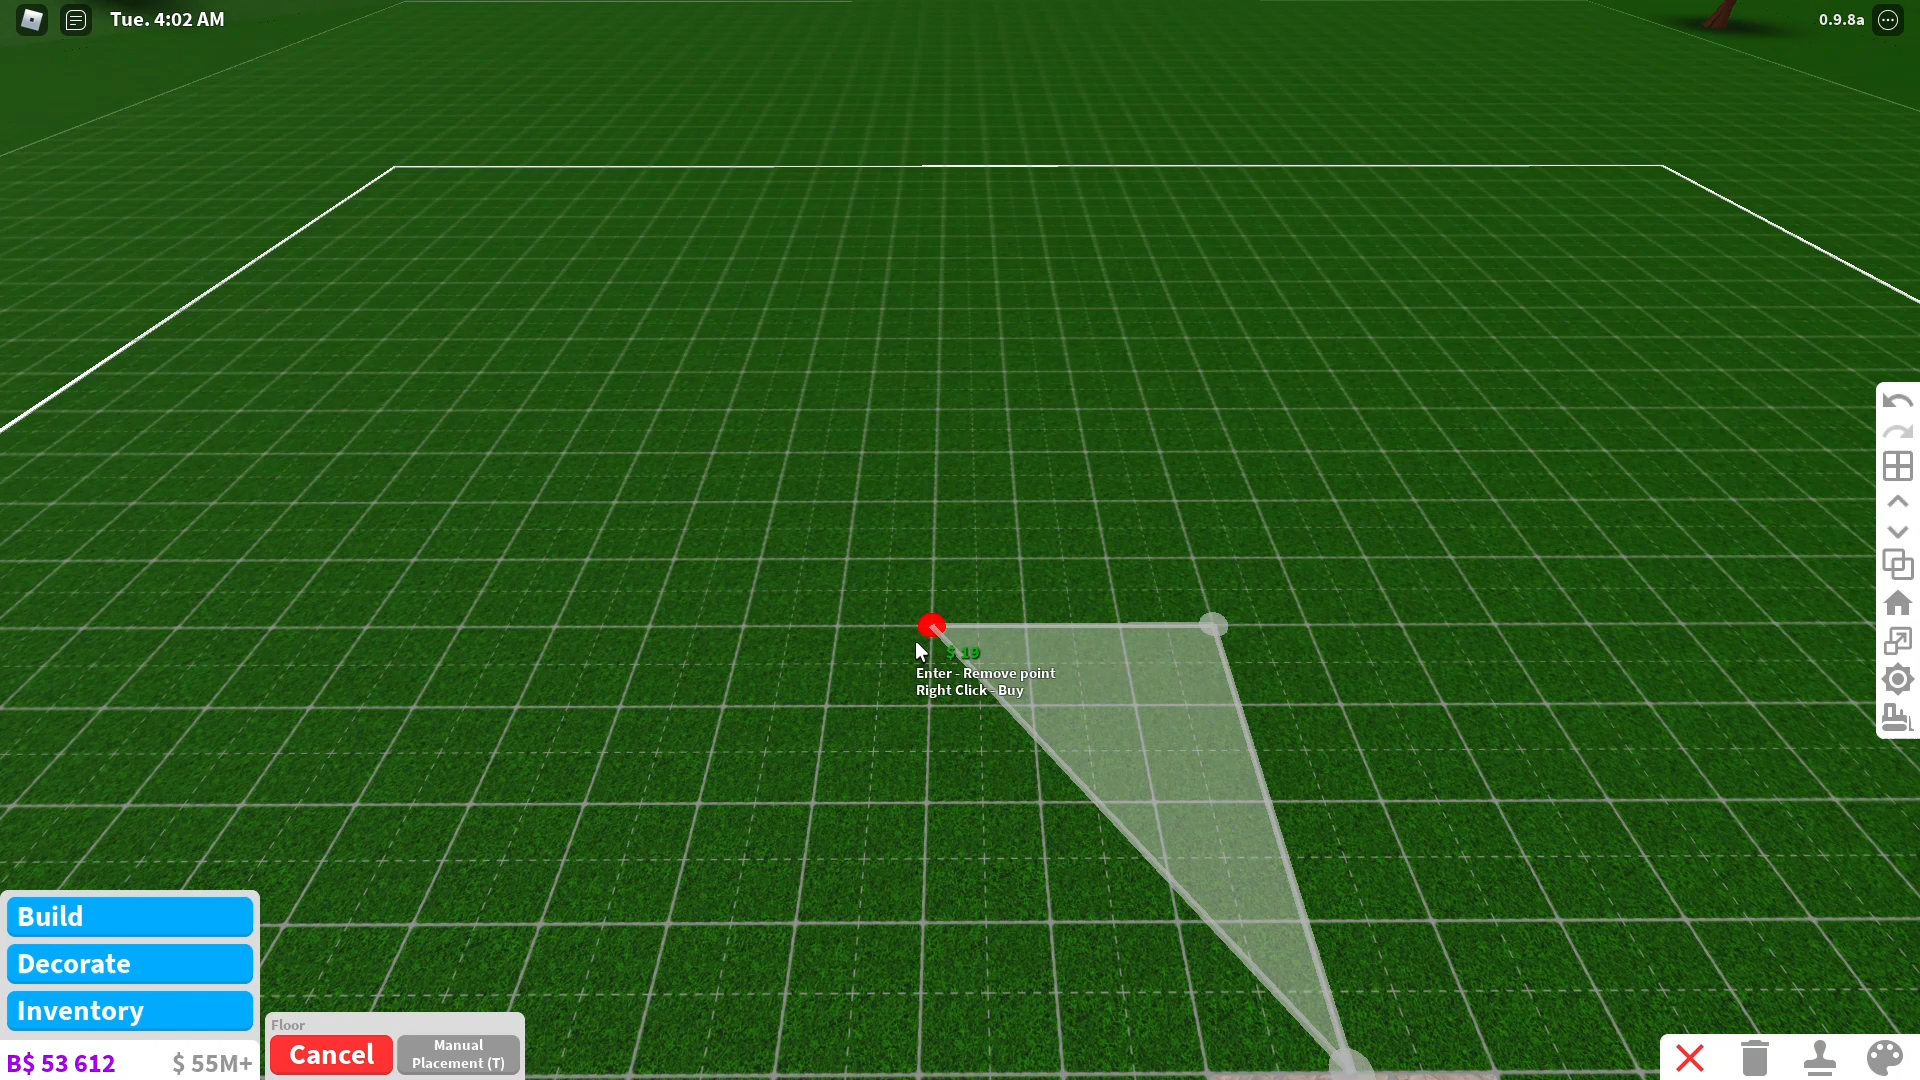 Tue. 4:02 AM
0.9.8a
$ 19
Enter - Remove point
Right Click - Buy
Build
Decorate
Inventory
B$ 53 612
$ 55M+
Floor
Cancel
Manual
Placement (T)